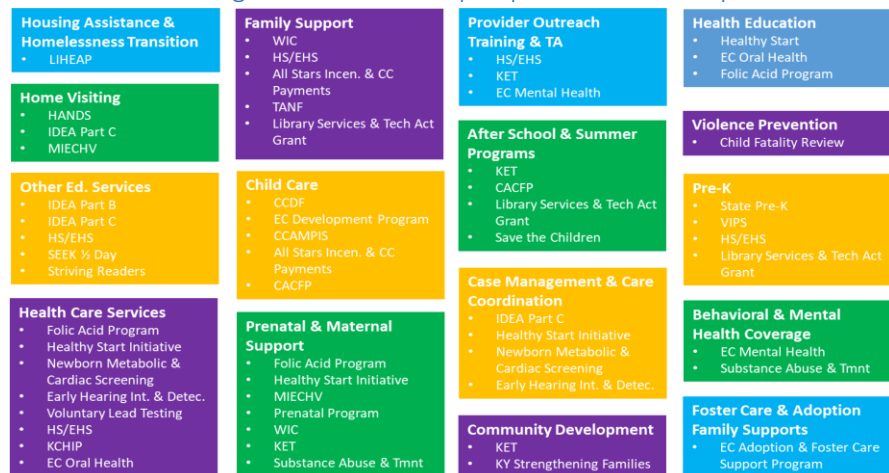 Housing Assistance &
Homelessness Transition
• LIHEAP
Home Visiting
• HANDS
• IDEA Part C
• MIECHV
Other Ed. Services
• IDEA Part B
• IDEA Part C
• HS/EHS
• SEEK ½ Day
• Striving Readers
Health Care Services
• Folic Acid Program
• Healthy Start Initiative
• Newborn Metabolic &
Cardiac Screening
• Early Hearing Int. & Detec.
• Voluntary Lead Testing
• HS/EHS
• KCHIP
• EC Oral Health
Family Support
• WIC
• HS/EHS
• All Stars Incen. & CC
Payments
• TANF
• Library Services & Tech Act
Grant
Child Care
• CCDF
• EC Development Program
• CCAMPIS
• All Stars Incen. & CC
Payments
• CACFP
Prenatal & Maternal
Support
• Folic Acid Program
• Healthy Start Initiative
• MIECHV
• Prenatal Program
• WIC
• KET
• Substance Abuse & Tmnt
Provider Outreach
Training & TA
• HS/EHS
• KET
• EC Mental Health
After School & Summer
Programs
• KET
• CACFP
• Library Services & Tech Act
Grant
• Save the Children
Case Management & Care
Coordination
• IDEA Part C
• Healthy Start Initiative
• Newborn Metabolic &
Cardiac Screening
• Early Hearing Int. & Detec.
Community Development
• KET
• KY Strengthening Families
Health Education
• Healthy Start
• EC Oral Health
• Folic Acid Program
Violence Prevention
• Child Fatality Review
Pre-K
• State Pre-K
• VIPS
• HS/EHS
• Library Services & Tech Act
Grant
Behavioral & Mental
Health Coverage
• EC Mental Health
• Substance Abuse & Tmnt
Foster Care & Adoption
Family Supports
• EC Adoption & Foster Care
Support Program